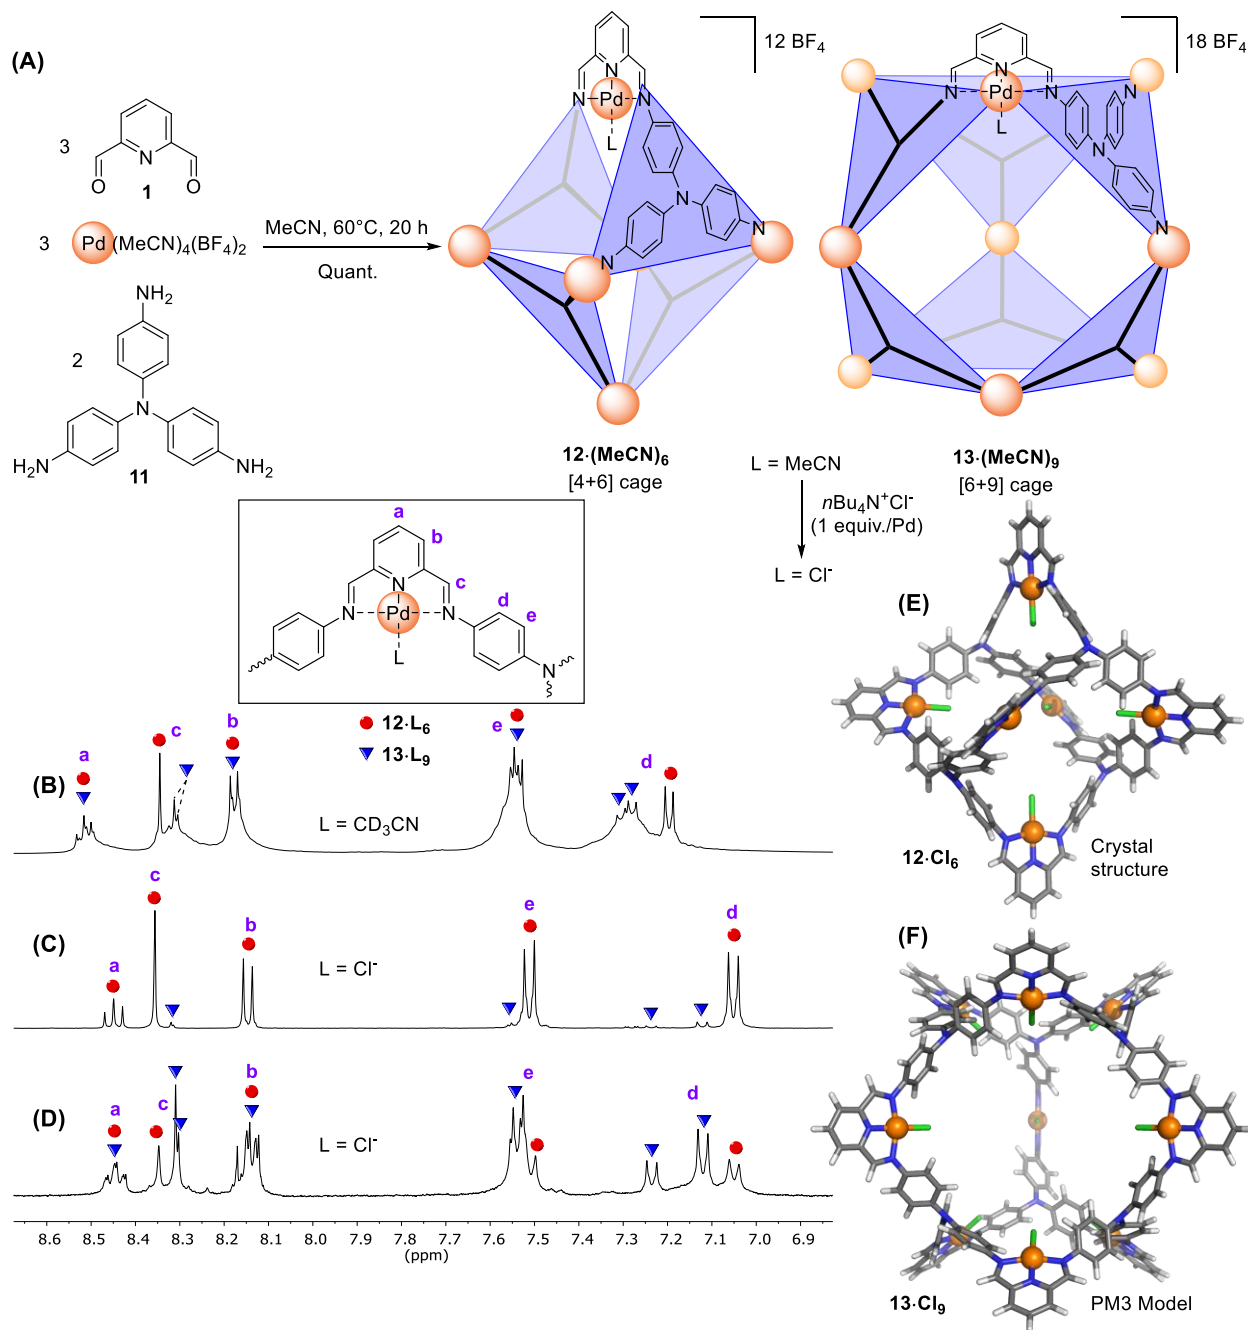 (A)
3
N
O
O
1
3
Pd(MeCN)4(BF4)2
NH2
2
N
H2N
NH2
11
MeCN, 60°C, 20 h
Quant.
12 BF4
N
N
Pd
N
L
N
N
N
12·(MeCN)6
[4+6] cage
18 BF4
N
N
Pd
N
N
L
N
N
13·(MeCN)9
[6+9] cage
L = MeCN
nBu4N+Cl-
(1 equiv./Pd)
L = Cl-
a
b
c
d
e
N
N
Pd
N
L
N
12·L6
13·L9
(B)
a
c
b
e
d
L = CD3CN
(C)
a
c
b
e
d
L = Cl-
(D)
a
c
b
e
d
L = Cl-
8.6 8.5 8.4 8.3 8.2 8.1 8.0 7.9 7.8 7.7 7.6 7.5 7.4 7.3 7.2 7.1 7.0 6.9
(ppm)
(E)
12·Cl6
Crystal
structure
(F)
13·Cl9
PM3 Model